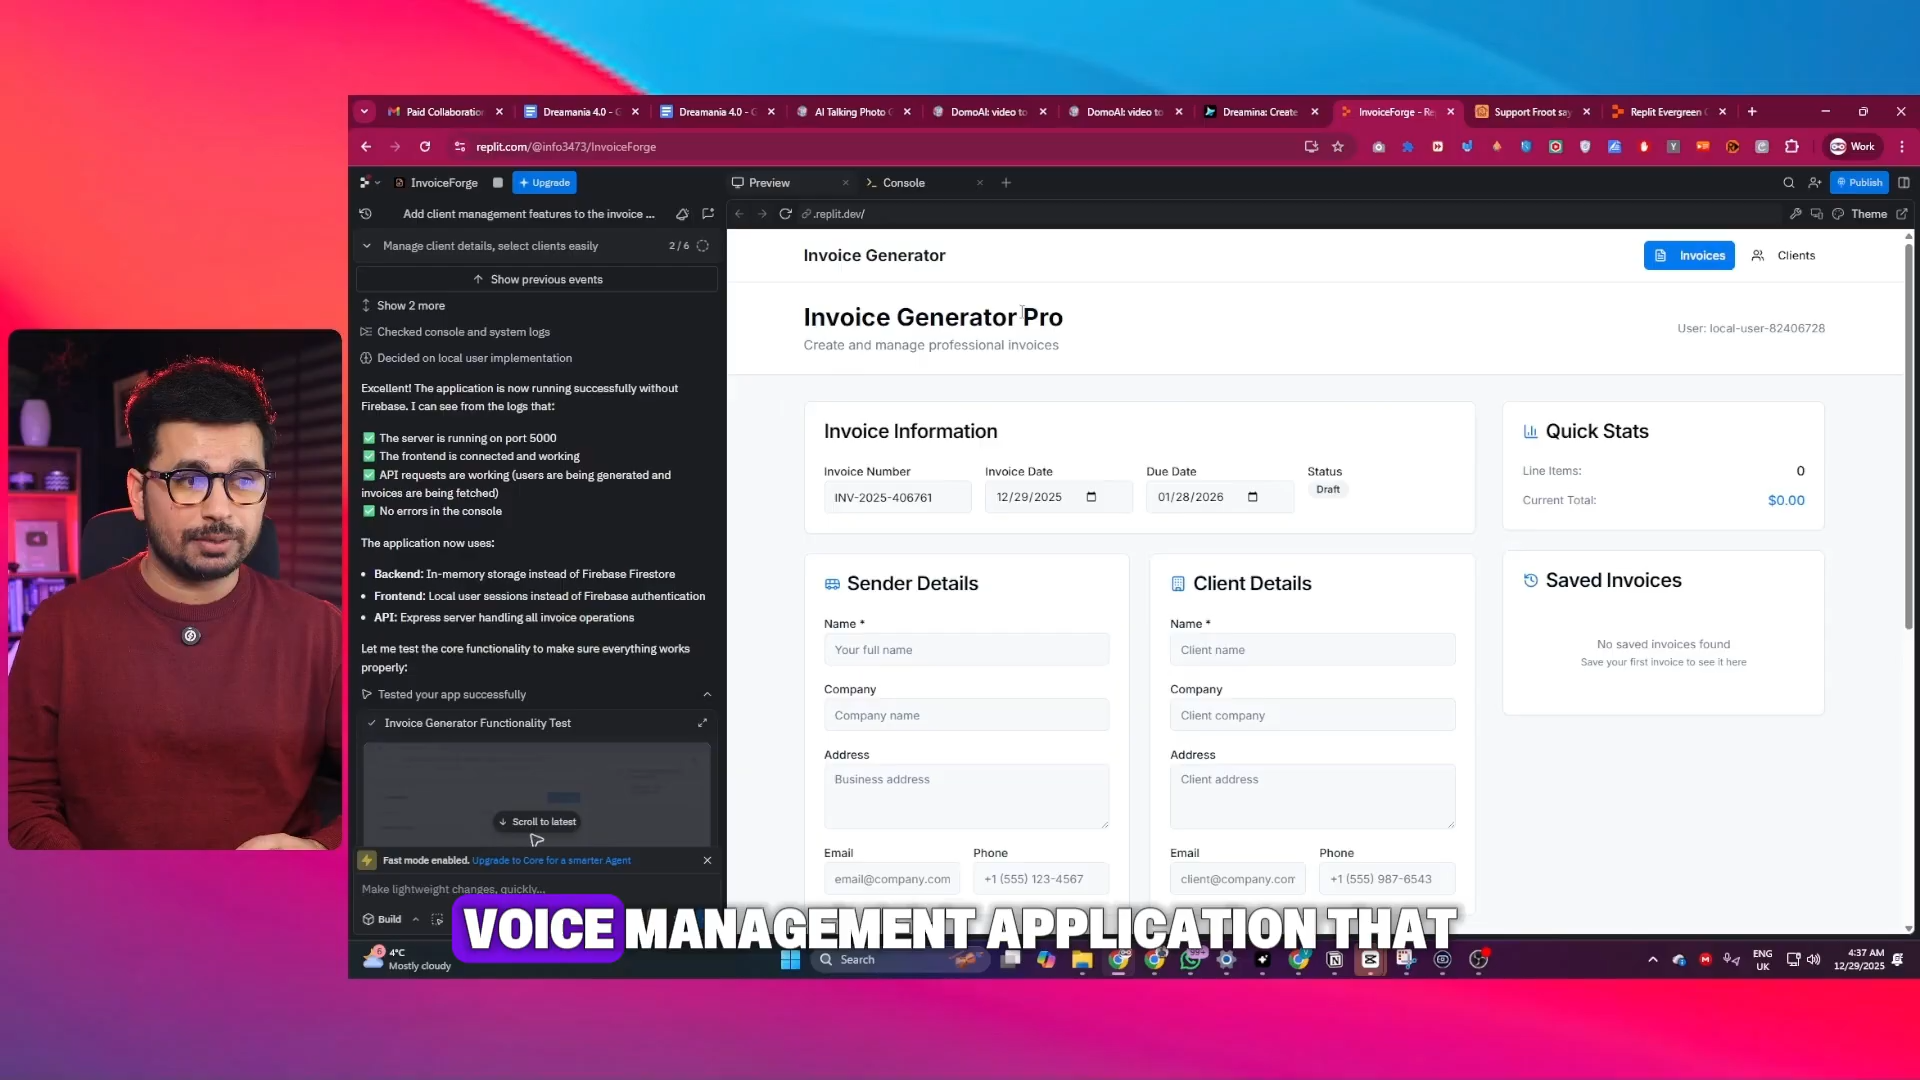 Paid Collaboration
Dreamania 4.0 - G
Dreamania 4.0 - G
AI Talking Photo
DomoAI: video to
DomoAI: video to
Dreamina: Create
InvoiceForge - Re
Support Froot say
Replit Evergreen
replit.com/@info3473/InvoiceForge
Work
InvoiceForge
Upgrade
Preview
Console
Publish
Add client management features to the invoice ...
.replit.dev/
Theme
Manage client details, select clients easily
2 / 6
Show previous events
Show 2 more
Checked console and system logs
Decided on local user implementation
Excellent! The application is now running successfully without
Firebase. I can see from the logs that:
The server is running on port 5000
The frontend is connected and working
API requests are working (users are being generated and
invoices are being fetched)
No errors in the console
The application now uses:
• Backend: In-memory storage instead of Firebase Firestore
• Frontend: Local user sessions instead of Firebase authentication
• API: Express server handling all invoice operations
Let me test the core functionality to make sure everything works
properly:
Tested your app successfully
Invoice Generator Functionality Test
Scroll to latest
Fast mode enabled. Upgrade to Core for a smarter Agent
Make lightweight changes, quickly...
Build
Invoice Generator
Invoices
Clients
Invoice Generator Pro
Create and manage professional invoices
User: local-user-82406728
Invoice Information
Invoice Number
Invoice Date
Due Date
Status
INV-2025-406761
12/29/2025
01/28/2026
Draft
Quick Stats
Line Items:
0
Current Total:
$0.00
Sender Details
Name *
Your full name
Company
Company name
Address
Business address
Email
Phone
email@company.com
+1 (555) 123-4567
Client Details
Name *
Client name
Company
Client company
Address
Client address
Email
Phone
client@company.com
+1 (555) 987-6543
Saved Invoices
No saved invoices found
Save your first invoice to see it here
VOICE MANAGEMENT APPLICATION THAT
4°C
Mostly cloudy
Search
99+
ENG
UK
4:37 AM
12/29/2025